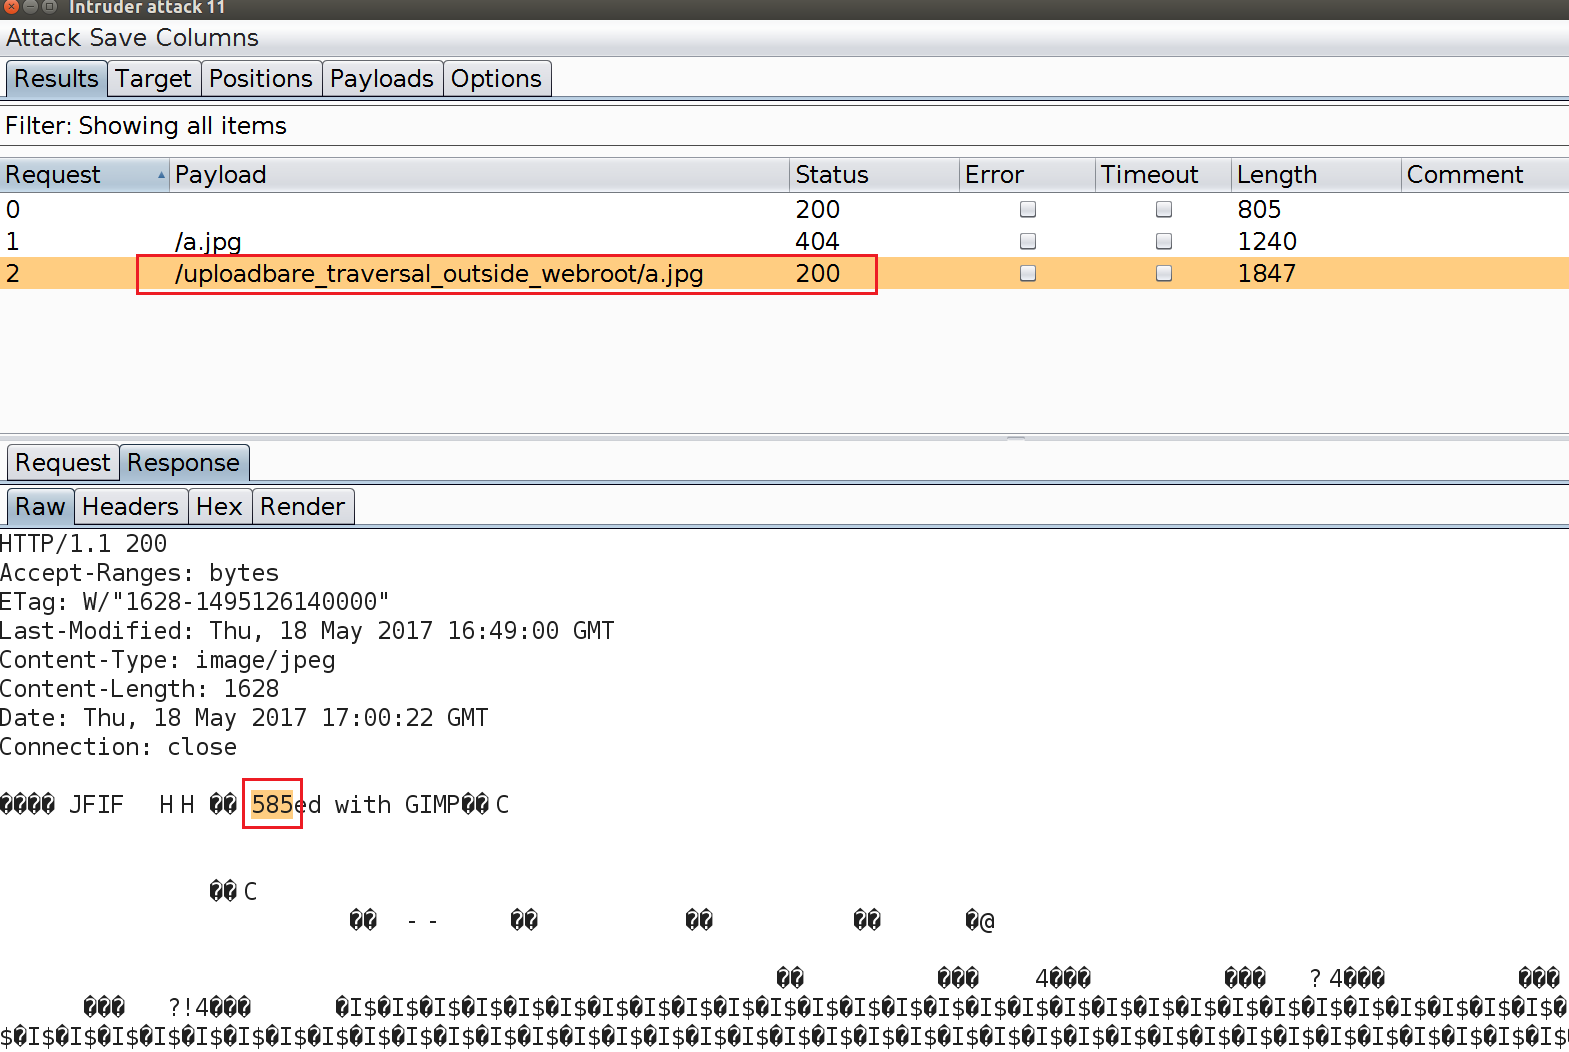 Intruder attack 11
Attack Save Columns
Results Target Positions Payloads Options
Filter: Showing all items
Request Payload Status Error Timeout Length Comment
0 200 805
1 /a.jpg 404 1240
2 /uploadbare_traversal_outside_webroot/a.jpg 200 1847
Request Response
Raw Headers Hex Render
HTTP/1.1 200
Accept-Ranges: bytes
ETag: W/"1628-1495126140000"
Last-Modified: Thu, 18 May 2017 16:49:00 GMT
Content-Type: image/jpeg
Content-Length: 1628
Date: Thu, 18 May 2017 17:00:22 GMT
Connection: close
���� JFIF H H �� 585ed with GIMP�� C
�� C
�� - - �� �� �� �@
�� ��� 4��� ��� ? 4��� ���
��� ?!4��� �I$�I$�I$�I$�I$�I$�I$�I$�I$�I$�I$�I$�I$�I$�I$�I$�I$�I$�I$�I$�I$�I$�
$�I$�I$�I$�I$�I$�I$�I$�I$�I$�I$�I$�I$�I$�I$�I$�I$�I$�I$�I$�I$�I$�I$�I$�I$�I$�I$�I$�I$�I$�